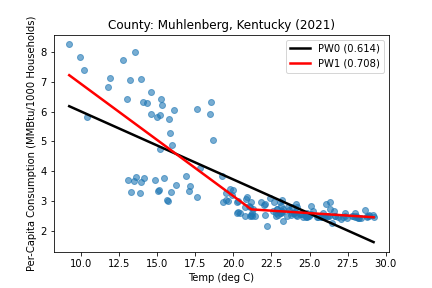 County: Muhlenberg, Kentucky (2021)
PW0 (0.614)
PW1 (0.708)
Per-Capita Consumption (MMBtu/1000 Households)
8
7
6
5
4
3
2
10.0 12.5 15.0 17.5 20.0 22.5 25.0 27.5 30.0
Temp (deg C)